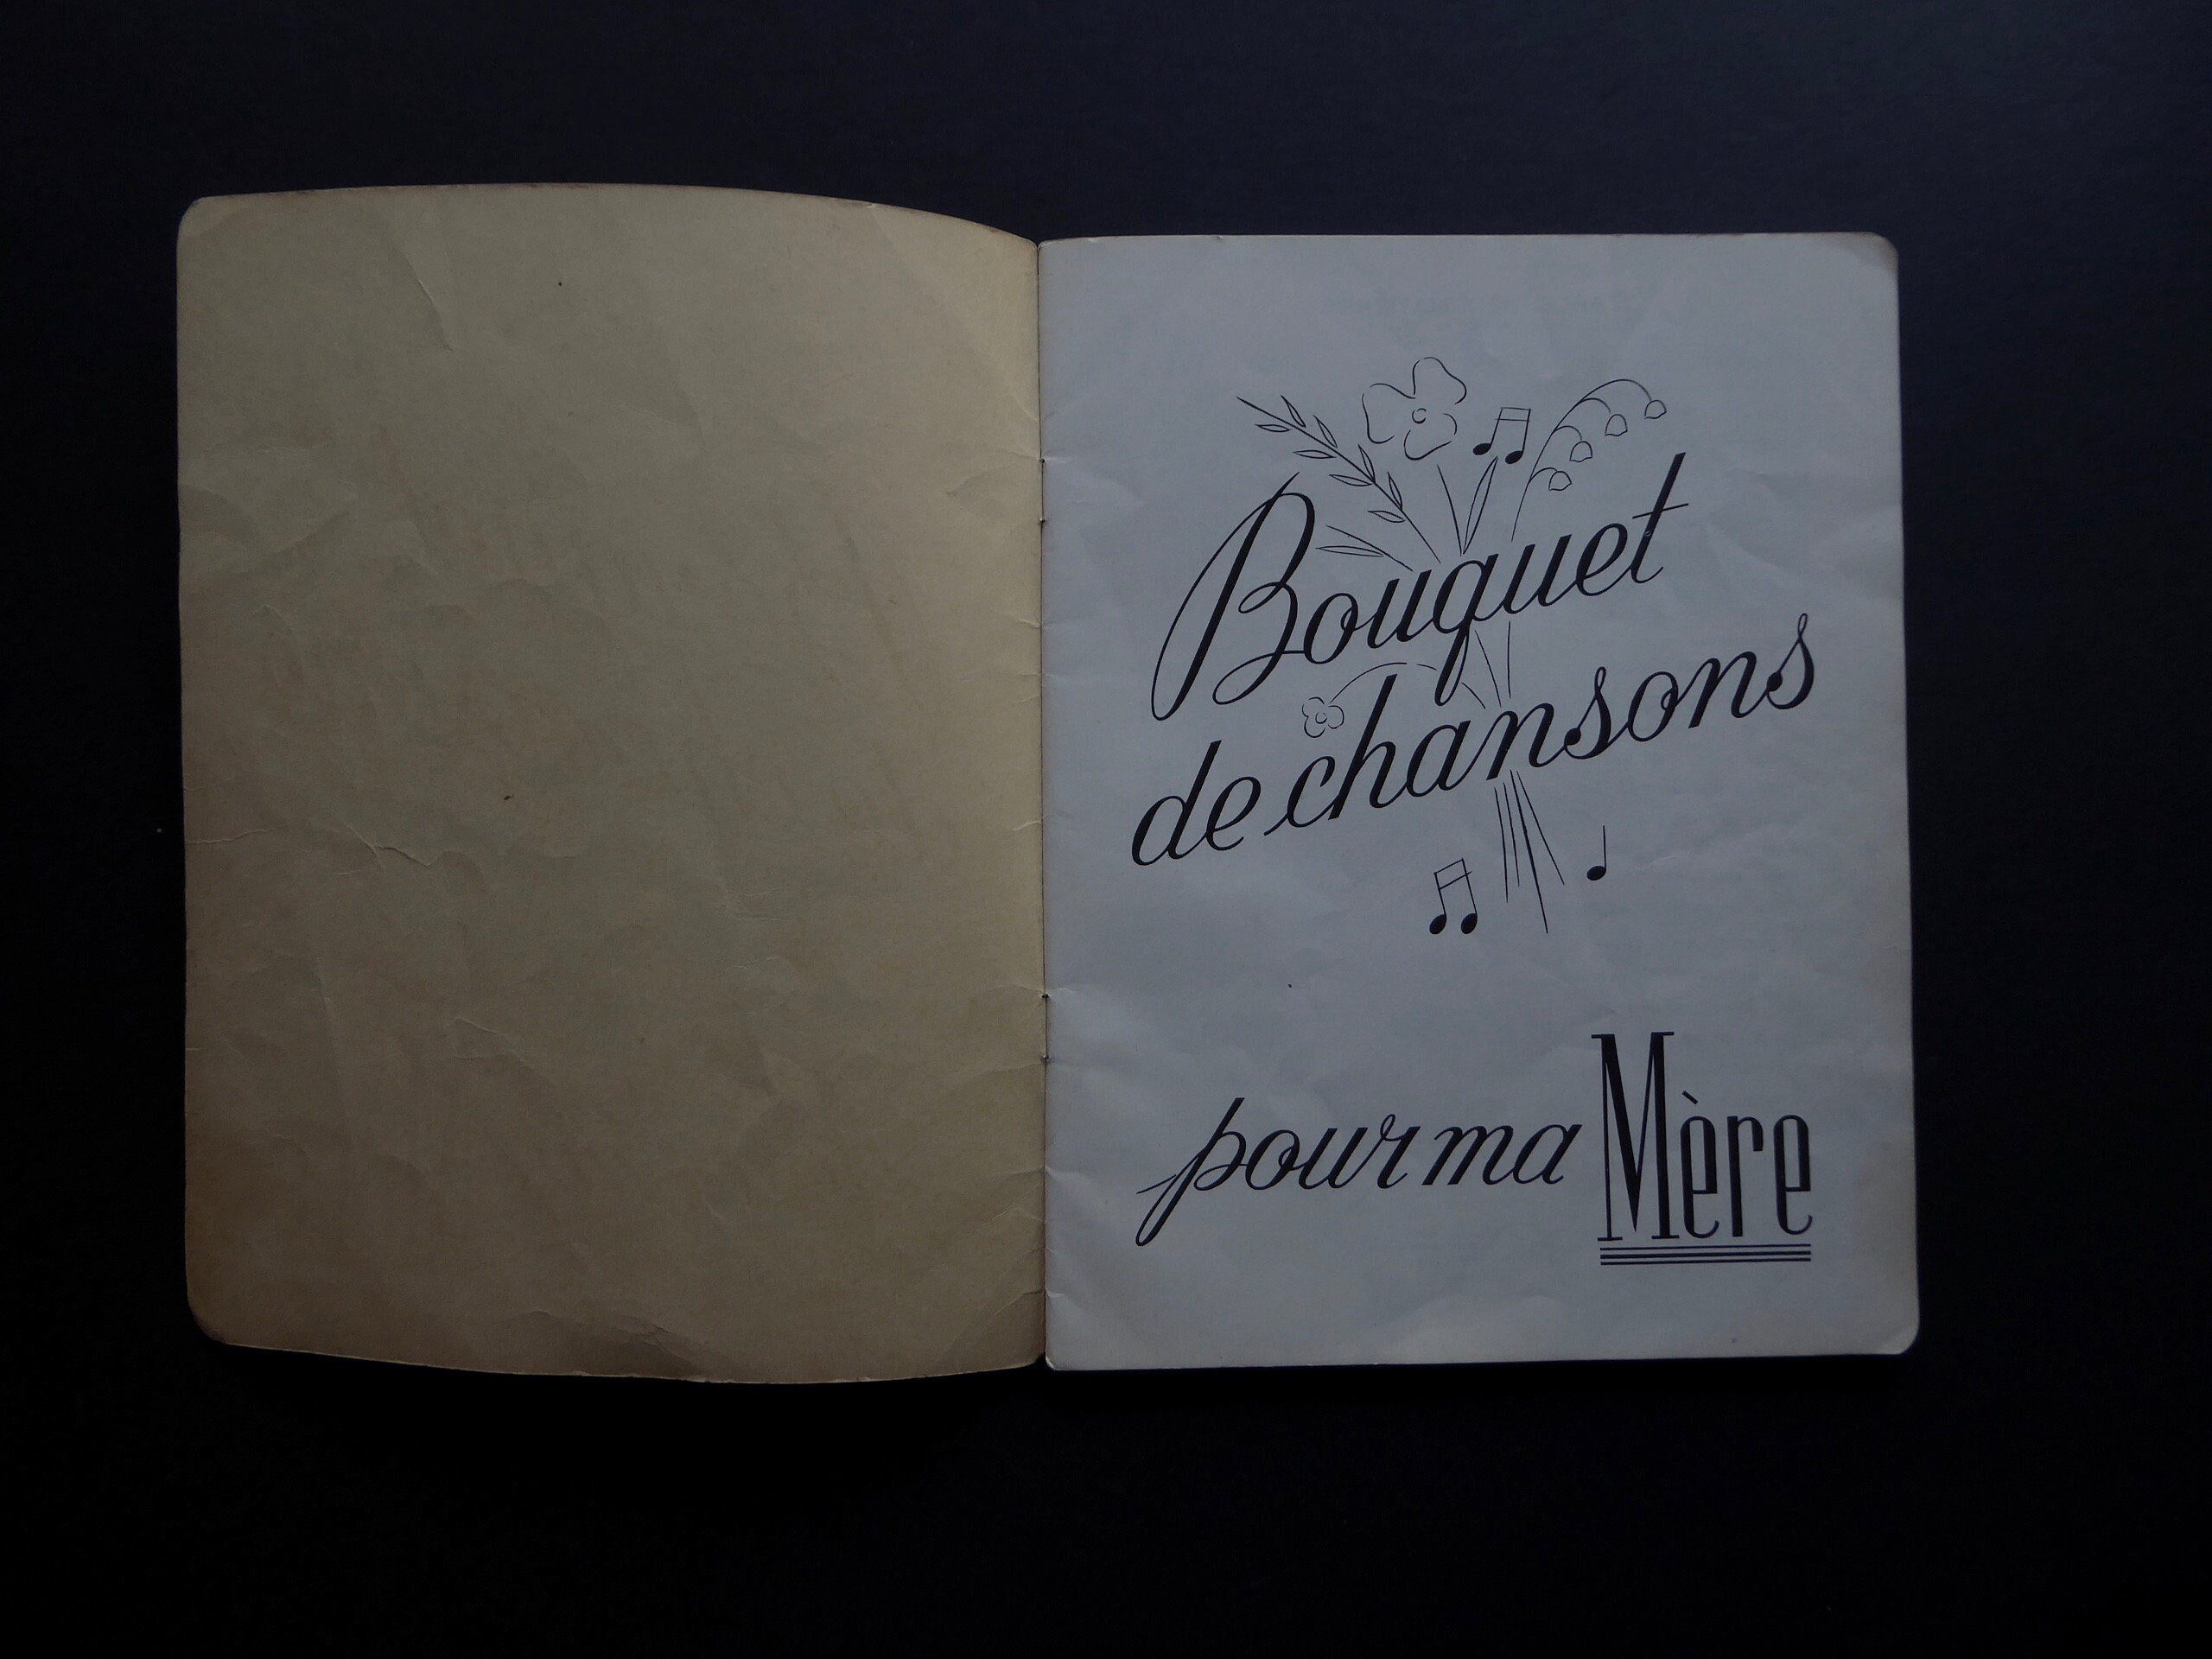 Bouquet
de chansons
pour ma Mère